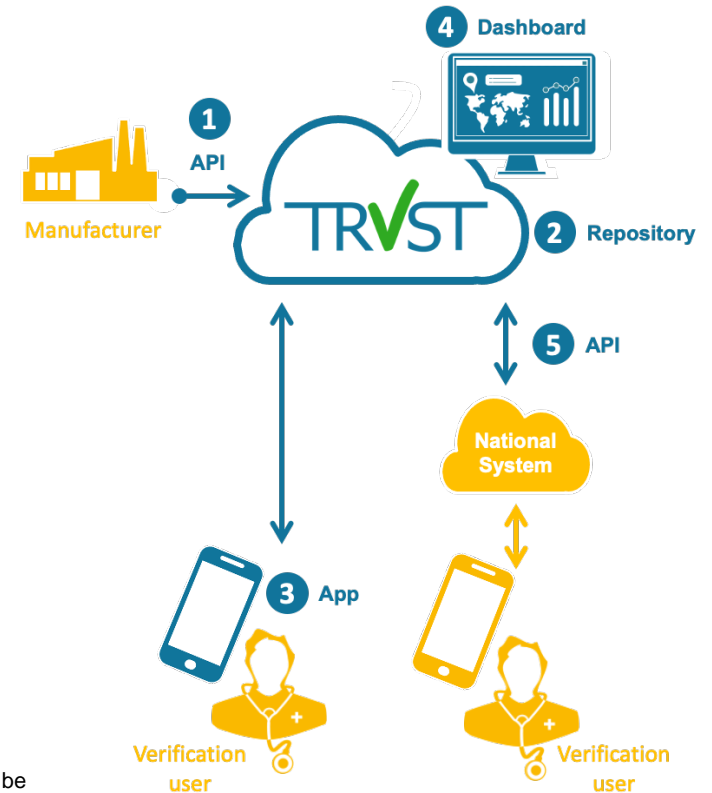 4 Dashboard
1
API
Manufacturer
TRVST
2 Repository
5 API
National
System
3 App
Verification
user
Verification
user
be